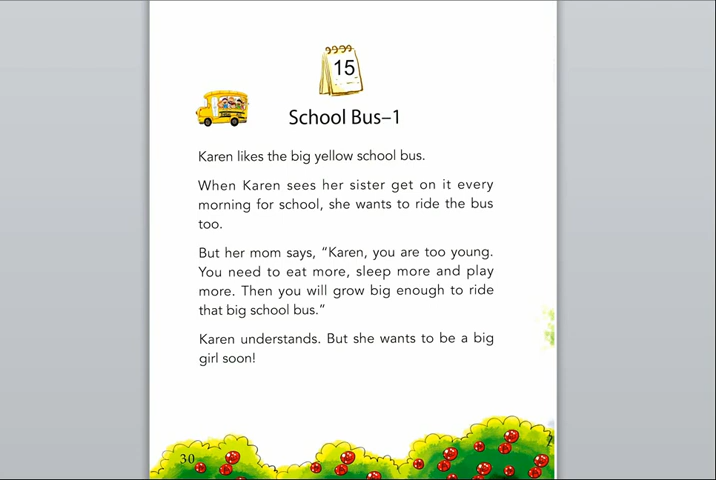 15
School Bus–1
Karen likes the big yellow school bus.
When Karen sees her sister get on it every
morning for school, she wants to ride the bus
too.
But her mom says, “Karen, you are too young.
You need to eat more, sleep more and play
more. Then you will grow big enough to ride
that big school bus.”
Karen understands. But she wants to be a big
girl soon!
30